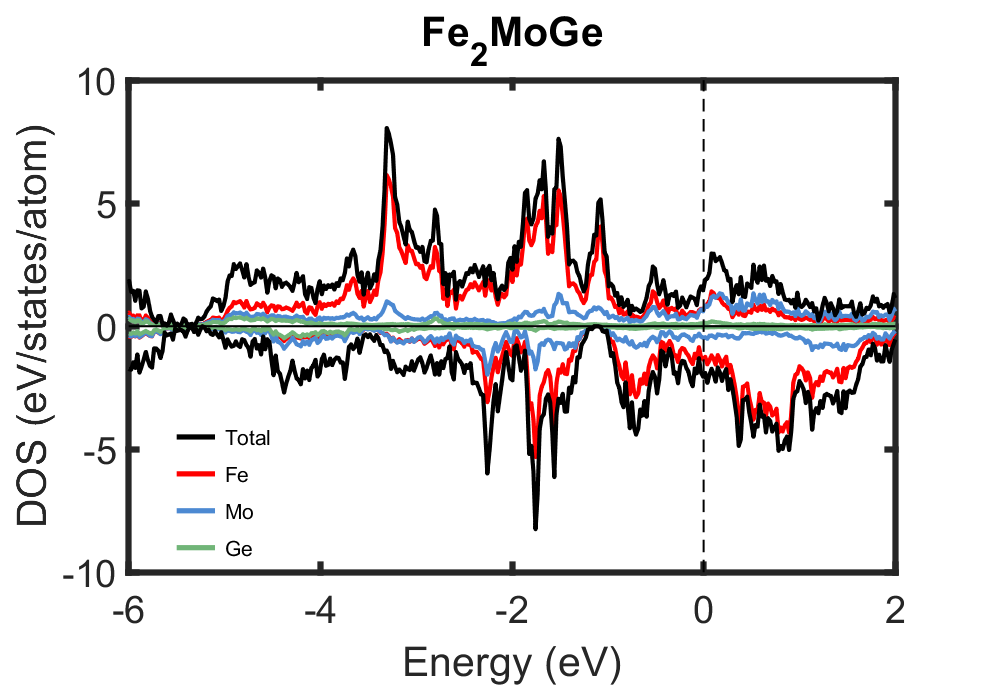 Fe₂MoGe
DOS (eV/states/atom)
10
5
0
-5
-10
Total
Fe
Mo
Ge
-6 -4 -2 0 2
Energy (eV)